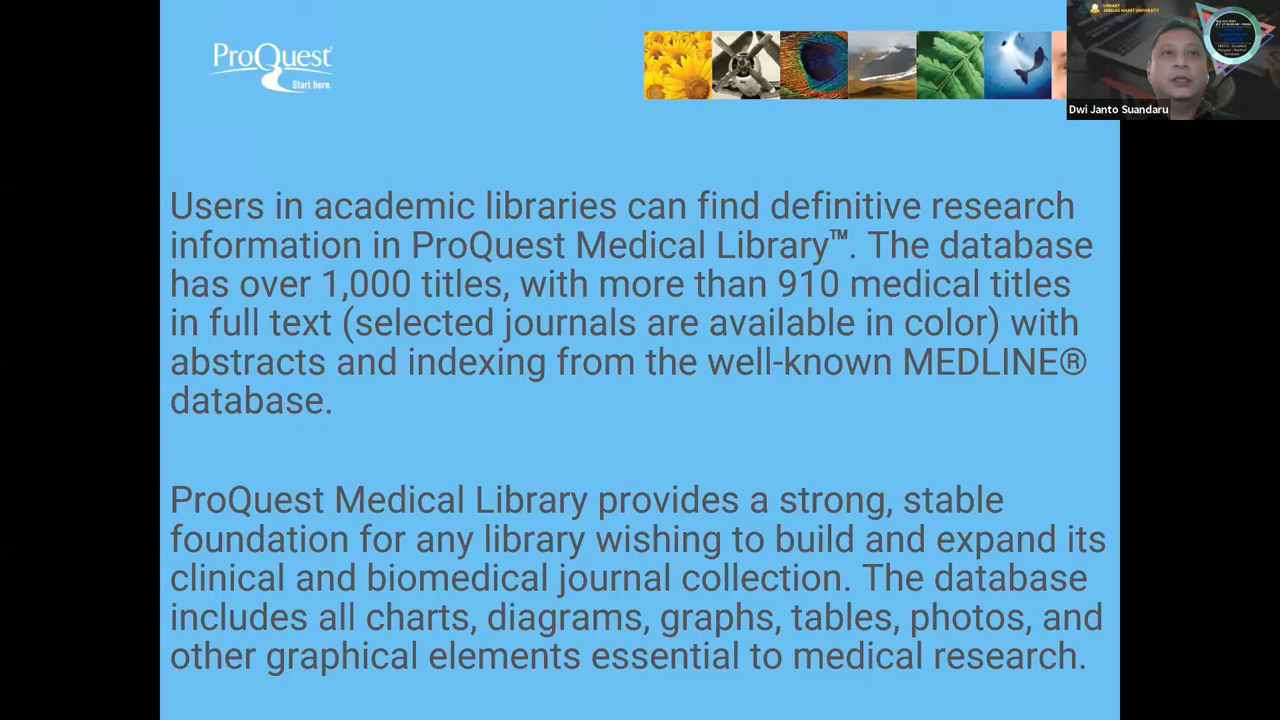 ProQuest
Start here.
LIBRARY
SEBELAS MARET UNIVERSITY
Dwi Janto Suandaru
Users in academic libraries can find definitive research
information in ProQuest Medical Library™. The database
has over 1,000 titles, with more than 910 medical titles
in full text (selected journals are available in color) with
abstracts and indexing from the well-known MEDLINE®
database.
ProQuest Medical Library provides a strong, stable
foundation for any library wishing to build and expand its
clinical and biomedical journal collection. The database
includes all charts, diagrams, graphs, tables, photos, and
other graphical elements essential to medical research.